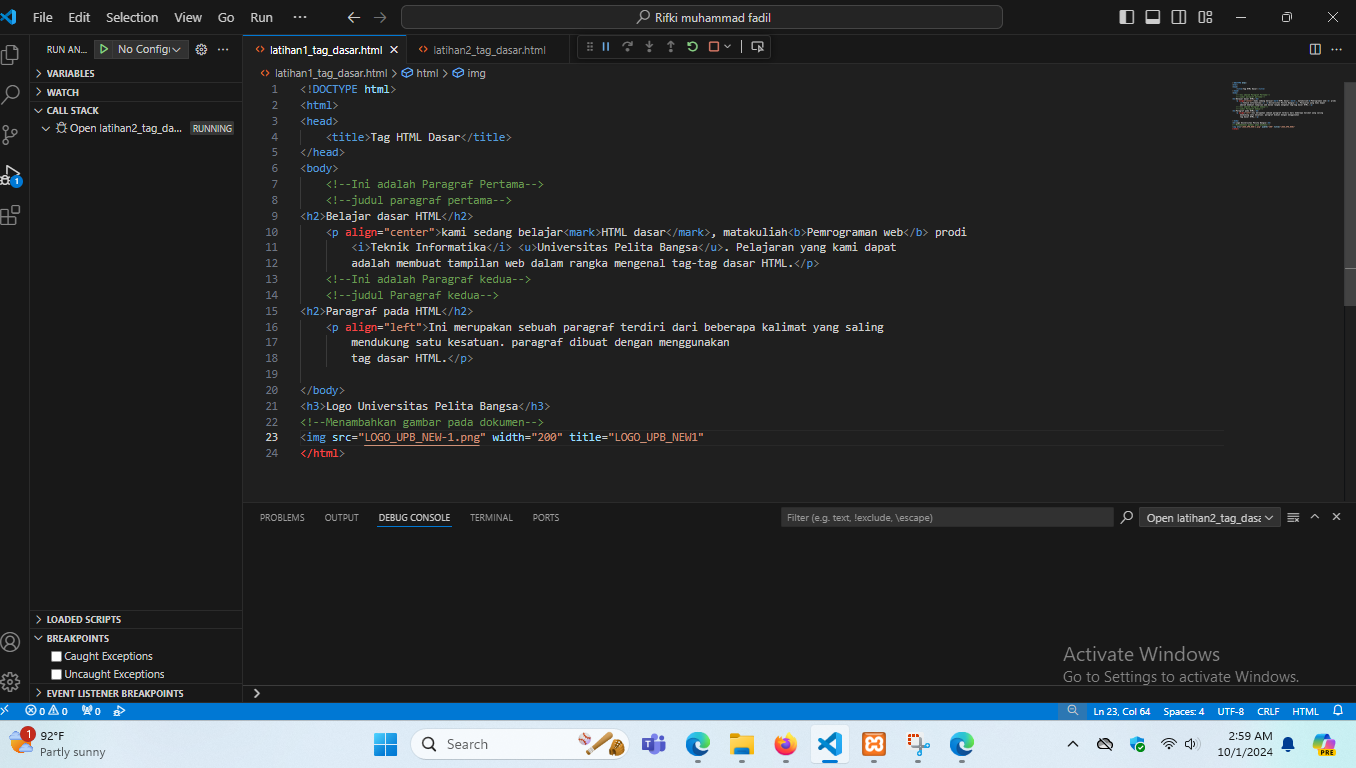 File Edit Selection View Go Run ··· Rifki muhammad fadil
RUN AN... No Configi ···
VARIABLES
WATCH
CALL STACK
Open latihan2_tag_da... RUNNING
LOADED SCRIPTS
BREAKPOINTS
Caught Exceptions
Uncaught Exceptions
EVENT LISTENER BREAKPOINTS
latihan1_tag_dasar.html latihan2_tag_dasar.html
latihan1_tag_dasar.html > html > img
1 <!DOCTYPE html>
2 <html>
3 <head>
4 <title>Tag HTML Dasar</title>
5 </head>
6 <body>
7 <!--Ini adalah Paragraf Pertama-->
8 <!--judul paragraf pertama-->
9 <h2>Belajar dasar HTML</h2>
10 <p align="center">kami sedang belajar<mark>HTML dasar</mark>, matakuliah<b>Pemrograman web</b> prodi
11 <i>Teknik Informatika</i> <u>Universitas Pelita Bangsa</u>. Pelajaran yang kami dapat
12 adalah membuat tampilan web dalam rangka mengenal tag-tag dasar HTML.</p>
13 <!--Ini adalah Paragraf kedua-->
14 <!--judul Paragraf kedua-->
15 <h2>Paragraf pada HTML</h2>
16 <p align="left">Ini merupakan sebuah paragraf terdiri dari beberapa kalimat yang saling
17 mendukung satu kesatuan. paragraf dibuat dengan menggunakan
18 tag dasar HTML.</p>
19
20 </body>
21 <h3>Logo Universitas Pelita Bangsa</h3>
22 <!--Menambahkan gambar pada dokumen-->
23 <img src="LOGO_UPB_NEW-1.png" width="200" title="LOGO_UPB_NEW1"
24 </html>
PROBLEMS OUTPUT DEBUG CONSOLE TERMINAL PORTS Filter (e.g. text, !exclude, \escape) Open latihan2_tag_dasa
Activate Windows
Go to Settings to activate Windows.
0 0 0 Ln 23, Col 64 Spaces: 4 UTF-8 CRLF HTML
1 92°F
Partly sunny
Search
PRE
2:59 AM
10/1/2024